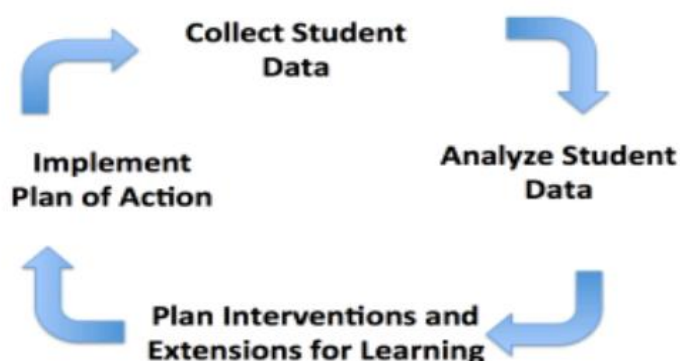 Collect Student
Data
Analyze Student
Data
Plan Interventions and
Extensions for Learning
Implement
Plan of Action